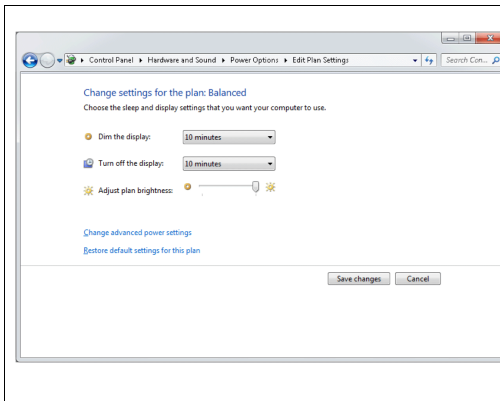 Control Panel ▸ Hardware and Sound ▸ Power Options ▸ Edit Plan Settings
Search Con...
Change settings for the plan: Balanced
Choose the sleep and display settings that you want your computer to use.
Dim the display: 10 minutes
Turn off the display: 10 minutes
Adjust plan brightness:
Change advanced power settings
Restore default settings for this plan
Save changes Cancel